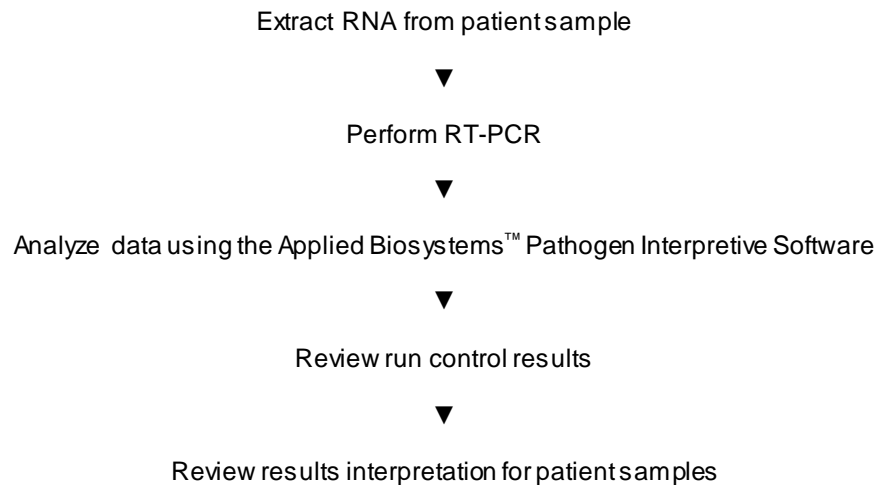 Extract RNA from patient sample
▼
Perform RT-PCR
▼
Analyze data using the Applied Biosystems™ Pathogen Interpretive Software
▼
Review run control results
▼
Review results interpretation for patient samples